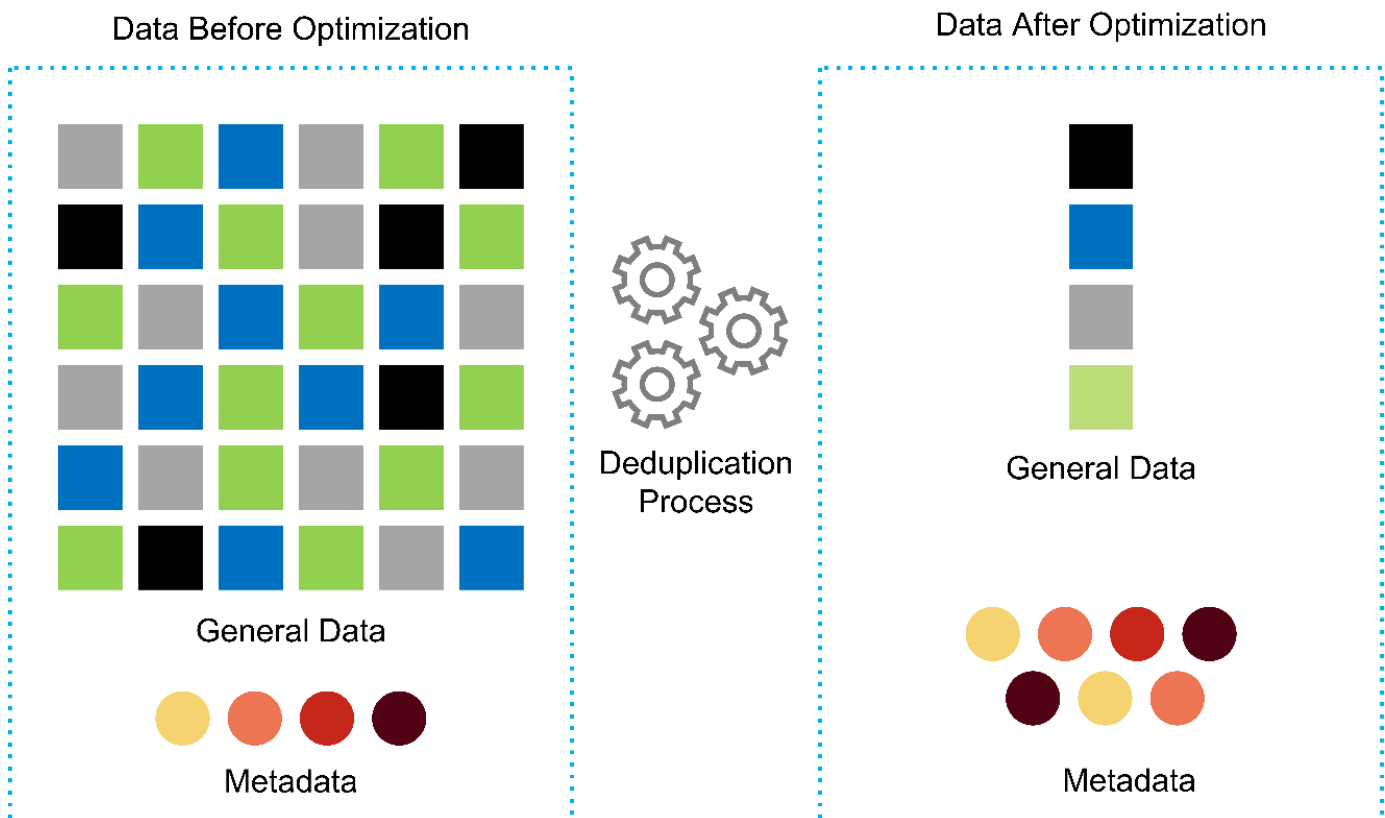 Data Before Optimization
Data After Optimization
Deduplication
Process
General Data
General Data
Metadata
Metadata